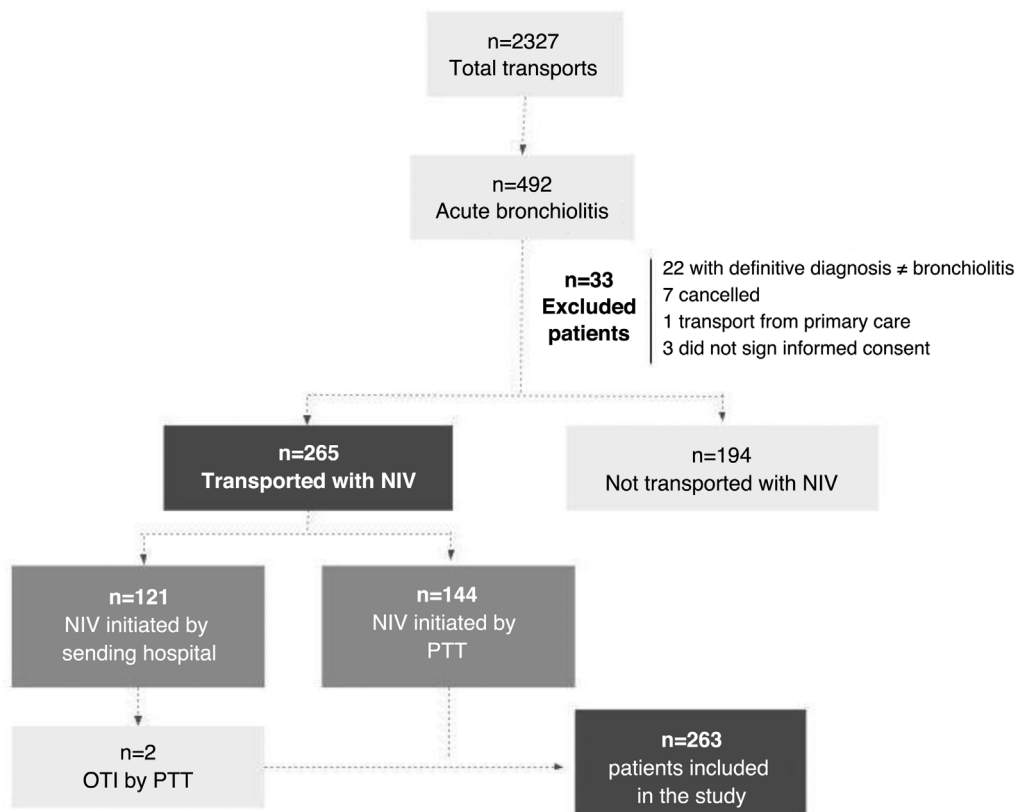 n=2327
Total transports
n=492
Acute bronchiolitis
n=33
Excluded
patients
22 with definitive diagnosis ≠ bronchiolitis
7 cancelled
1 transport from primary care
3 did not sign informed consent
n=265
Transported with NIV
n=194
Not transported with NIV
n=121
NIV initiated by
sending hospital
n=144
NIV initiated by
PTT
n=2
OTI by PTT
n=263
patients included
in the study